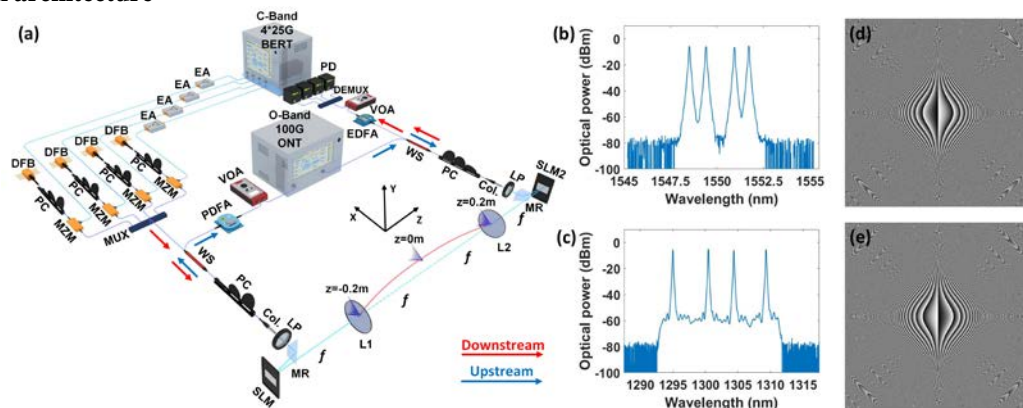 (a)
C-Band
4*25G
BERT
PD
EA
EA
EA
EA
DEMUX
VOA
EDFA
O-Band
100G
ONT
WS
DFB
DFB
DFB
DFB
PC
PC
PC
PC
MZM
MZM
MZM
MZM
MUX
VOA
PDFA
WS
PC
Col.
LP
MR
SLM
PC
Col.
LP
SLM2
MR
Y
X
Z
z=0.2m
z=0m
z=-0.2m
L2
L1
f
f
f
f
Downstream
Upstream
(b)
Optical power (dBm)
0
-20
-40
-60
-80
-100
1545
1547.5
1550
1552.5
1555
Wavelength (nm)
(c)
Optical power (dBm)
0
-20
-40
-60
-80
-100
1290
1295
1300
1305
1310
1315
Wavelength (nm)
(d)
(e)